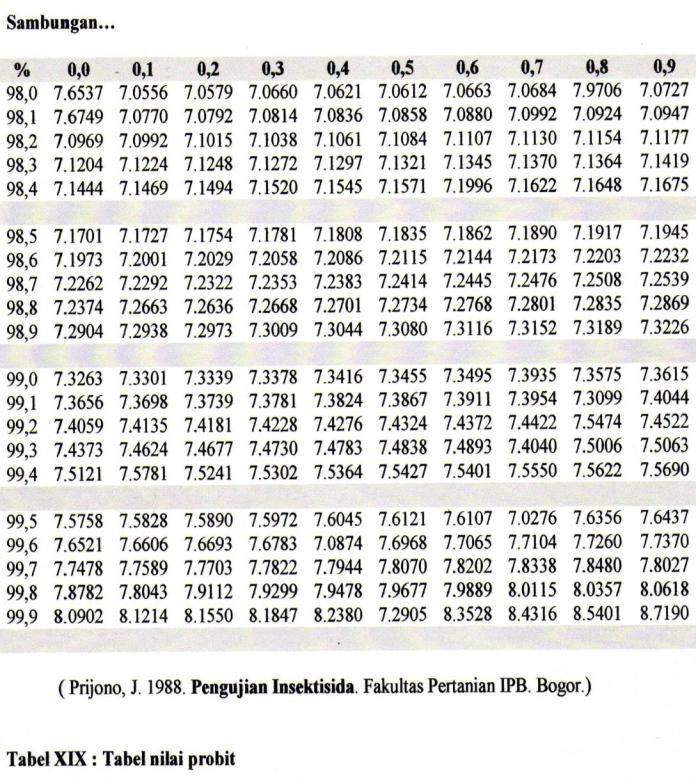 Sambungan...
% 0,0 0,1 0,2 0,3 0,4 0,5 0,6 0,7 0,8 0,9
98,0 7.6537 7.0556 7.0579 7.0660 7.0621 7.0612 7.0663 7.0684 7.9706 7.0727
98,1 7.6749 7.0770 7.0792 7.0814 7.0836 7.0858 7.0880 7.0992 7.0924 7.0947
98,2 7.0969 7.0992 7.1015 7.1038 7.1061 7.1084 7.1107 7.1130 7.1154 7.1177
98,3 7.1204 7.1224 7.1248 7.1272 7.1297 7.1321 7.1345 7.1370 7.1364 7.1419
98,4 7.1444 7.1469 7.1494 7.1520 7.1545 7.1571 7.1996 7.1622 7.1648 7.1675
98,5 7.1701 7.1727 7.1754 7.1781 7.1808 7.1835 7.1862 7.1890 7.1917 7.1945
98,6 7.1973 7.2001 7.2029 7.2058 7.2086 7.2115 7.2144 7.2173 7.2203 7.2232
98,7 7.2262 7.2292 7.2322 7.2353 7.2383 7.2414 7.2445 7.2476 7.2508 7.2539
98,8 7.2374 7.2663 7.2636 7.2668 7.2701 7.2734 7.2768 7.2801 7.2835 7.2869
98,9 7.2904 7.2938 7.2973 7.3009 7.3044 7.3080 7.3116 7.3152 7.3189 7.3226
99,0 7.3263 7.3301 7.3339 7.3378 7.3416 7.3455 7.3495 7.3935 7.3575 7.3615
99,1 7.3656 7.3698 7.3739 7.3781 7.3824 7.3867 7.3911 7.3954 7.3099 7.4044
99,2 7.4059 7.4135 7.4181 7.4228 7.4276 7.4324 7.4372 7.4422 7.5474 7.4522
99,3 7.4373 7.4624 7.4677 7.4730 7.4783 7.4838 7.4893 7.4040 7.5006 7.5063
99,4 7.5121 7.5781 7.5241 7.5302 7.5364 7.5427 7.5401 7.5550 7.5622 7.5690
99,5 7.5758 7.5828 7.5890 7.5972 7.6045 7.6121 7.6107 7.0276 7.6356 7.6437
99,6 7.6521 7.6606 7.6693 7.6783 7.0874 7.6968 7.7065 7.7104 7.7260 7.7370
99,7 7.7478 7.7589 7.7703 7.7822 7.7944 7.8070 7.8202 7.8338 7.8480 7.8027
99,8 7.8782 7.8043 7.9112 7.9299 7.9478 7.9677 7.9889 8.0115 8.0357 8.0618
99,9 8.0902 8.1214 8.1550 8.1847 8.2380 7.2905 8.3528 8.4316 8.5401 8.7190
( Prijono, J. 1988. Pengujian Insektisida. Fakultas Pertanian IPB. Bogor.)
Tabel XIX : Tabel nilai probit